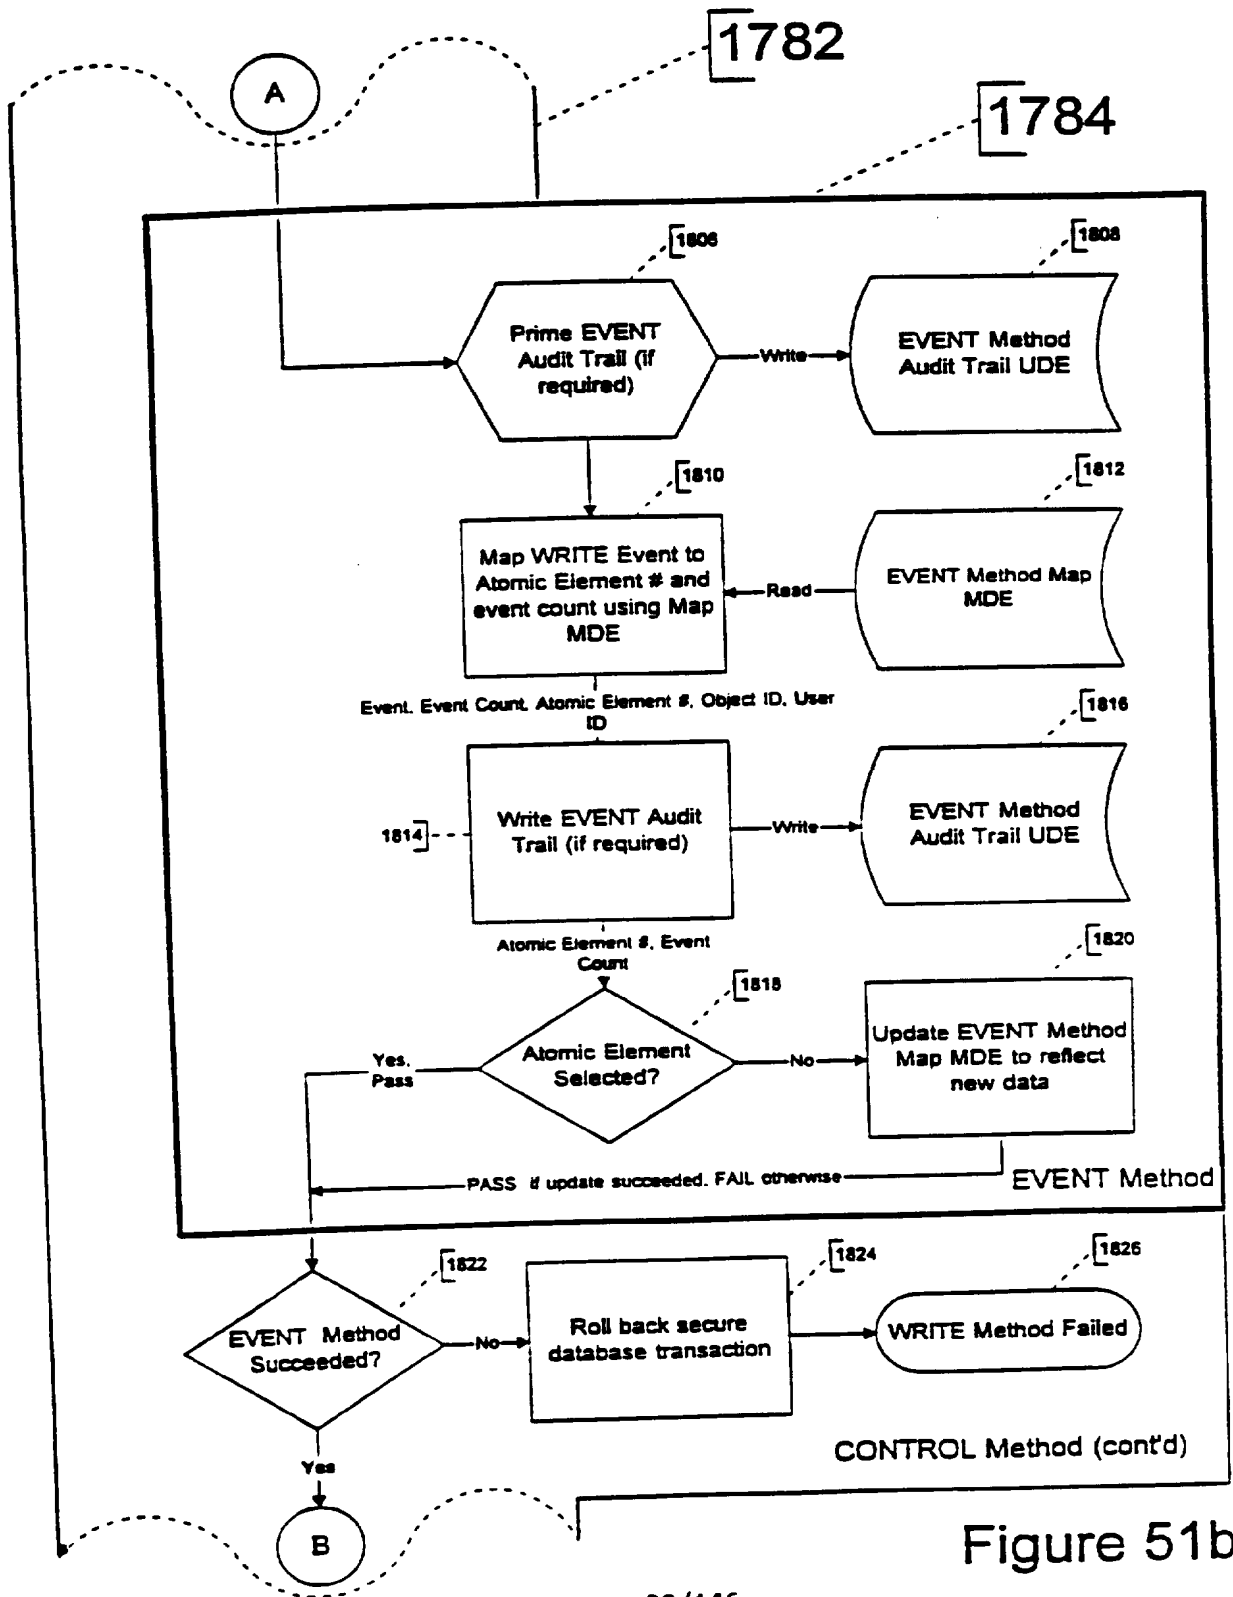 1782
A
1784
1806
1808
Prime EVENT
Audit Trail (if
required)
Write
EVENT Method
Audit Trail UDE
1810
1812
Map WRITE Event to
Atomic Element # and
event count using Map
MDE
Read
EVENT Method Map
MDE
Event, Event Count, Atomic Element #, Object ID, User
ID
1816
1814
Write EVENT Audit
Trail (if required)
Write
EVENT Method
Audit Trail UDE
Atomic Element #, Event
Count
1818
1820
Yes,
Pass
Atomic Element
Selected?
No
Update EVENT Method
Map MDE to reflect
new data
PASS if update succeeded, FAIL otherwise
EVENT Method
1822
1824
1826
EVENT Method
Succeeded?
No
Roll back secure
database transaction
WRITE Method Failed
CONTROL Method (cont'd)
Yes
B
Figure 51b